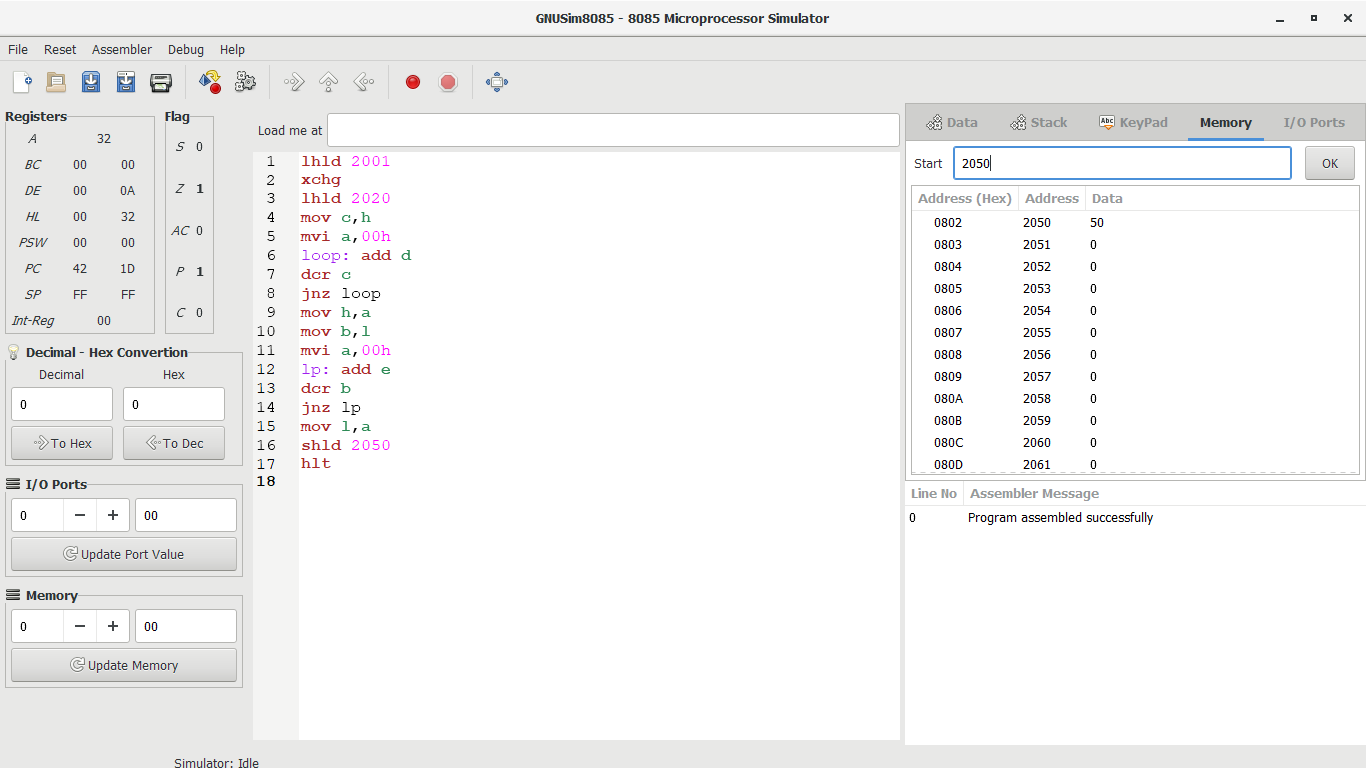 GNUSim8085 - 8085 Microprocessor Simulator
File Reset Assembler Debug Help
Registers
A 32
BC 00 00
DE 00 0A
HL 00 32
PSW 00 00
PC 42 1D
SP FF FF
Int-Reg 00
Flag
S 0
Z 1
AC 0
P 1
C 0
Decimal - Hex Convertion
Decimal Hex
0 0
To Hex To Dec
I/O Ports
0 − + 00
Update Port Value
Memory
0 − + 00
Update Memory
Load me at
1 lhld 2001
2 xchg
3 lhld 2020
4 mov c,h
5 mvi a,00h
6 loop: add d
7 dcr c
8 jnz loop
9 mov h,a
10 mov b,l
11 mvi a,00h
12 lp: add e
13 dcr b
14 jnz lp
15 mov l,a
16 shld 2050
17 hlt
18
Data Stack Abc KeyPad Memory I/O Ports
Start 2050 OK
Address (Hex) Address Data
0802 2050 50
0803 2051 0
0804 2052 0
0805 2053 0
0806 2054 0
0807 2055 0
0808 2056 0
0809 2057 0
080A 2058 0
080B 2059 0
080C 2060 0
080D 2061 0
Line No Assembler Message
0 Program assembled successfully
Simulator: Idle